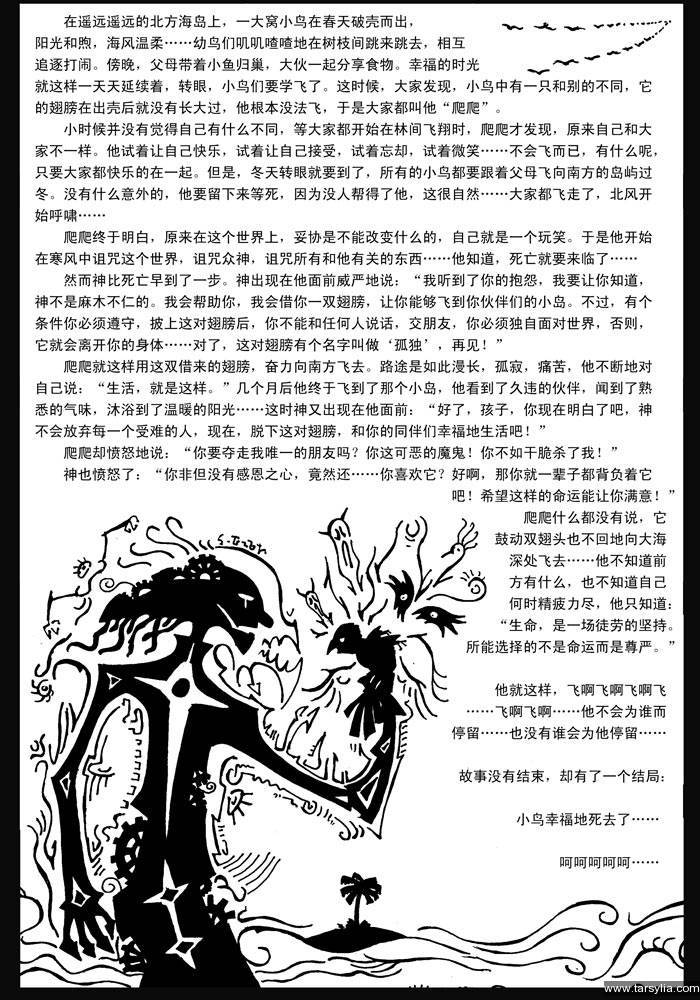 在遥远遥远的北方海岛上，一大窝小鸟在春天破壳而出，
阳光和煦，海风温柔……幼鸟们叽叽喳喳地在树枝间跳来跳去，相互
追逐打闹。傍晚，父母带着小鱼归巢，大伙一起分享食物。幸福的时光
就这样一天天延续着，转眼，小鸟们要学飞了。这时候，大家发现，小鸟中有一只和别的不同，它
的翅膀在出壳后就没有长大过，他根本没法飞，于是大家都叫他“爬爬”。
小时候并没有觉得自己有什么不同，等大家都开始在林间飞翔时，爬爬才发现，原来自己和大
家不一样。他试着让自己快乐，试着让自己接受，试着忘却，试着微笑……不会飞而已，有什么呢，
只要大家都快乐的在一起。但是，冬天转眼就要到了，所有的小鸟都要跟着父母飞向南方的岛屿过
冬。没有什么意外的，他要留下来等死，因为没人帮得了他，这很自然……大家都飞走了，北风开
始呼啸……
爬爬终于明白，原来在这个世界上，妥协是不能改变什么的，自己就是一个玩笑。于是他开始
在寒风中诅咒这个世界，诅咒众神，诅咒所有和他有关的东西……他知道，死亡就要来临了……
然而神比死亡早到了一步。神出现在他面前威严地说：“我听到了你的抱怨，我要让你知道，
神不是麻木不仁的。我会帮助你，我会借你一双翅膀，让你能够飞到你伙伴们的小岛。不过，有个
条件你必须遵守，披上这对翅膀后，你不能和任何人说话，交朋友，你必须独自面对世界，否则，
它就会离开你的身体……对了，这对翅膀有个名字叫做‘孤独’，再见！”
爬爬就这样用这双借来的翅膀，奋力向南方飞去。路途是如此漫长，孤寂，痛苦，他不断地对
自己说：“生活，就是这样。”几个月后他终于飞到了那个小岛，他看到了久违的伙伴，闻到了熟
悉的气味，沐浴到了温暖的阳光……这时神又出现在他面前：“好了，孩子，你现在明白了吧，神
不会放弃每一个受难的人，现在，脱下这对翅膀，和你的同伴们幸福地生活吧！”
爬爬却愤怒地说：“你要夺走我唯一的朋友吗？你这可恶的魔鬼！你不如干脆杀了我！”
神也愤怒了：“你非但没有感恩之心，竟然还……你喜欢它？好啊，那你就一辈子都背负着它
吧！希望这样的命运能让你满意！”
爬爬什么都没有说，它
鼓动双翅头也不回地向大海
深处飞去……他不知道前
方有什么，也不知道自己
何时精疲力尽，他只知道：
“生命，是一场徒劳的坚持。
所能选择的不是命运而是尊严。”
他就这样，飞啊飞啊飞啊飞
……飞啊飞啊……他不会为谁而
停留……也没有谁会为他停留……
故事没有结束，却有了一个结局：
小鸟幸福地死去了……
呵呵呵呵呵……
www.tarsylia.com